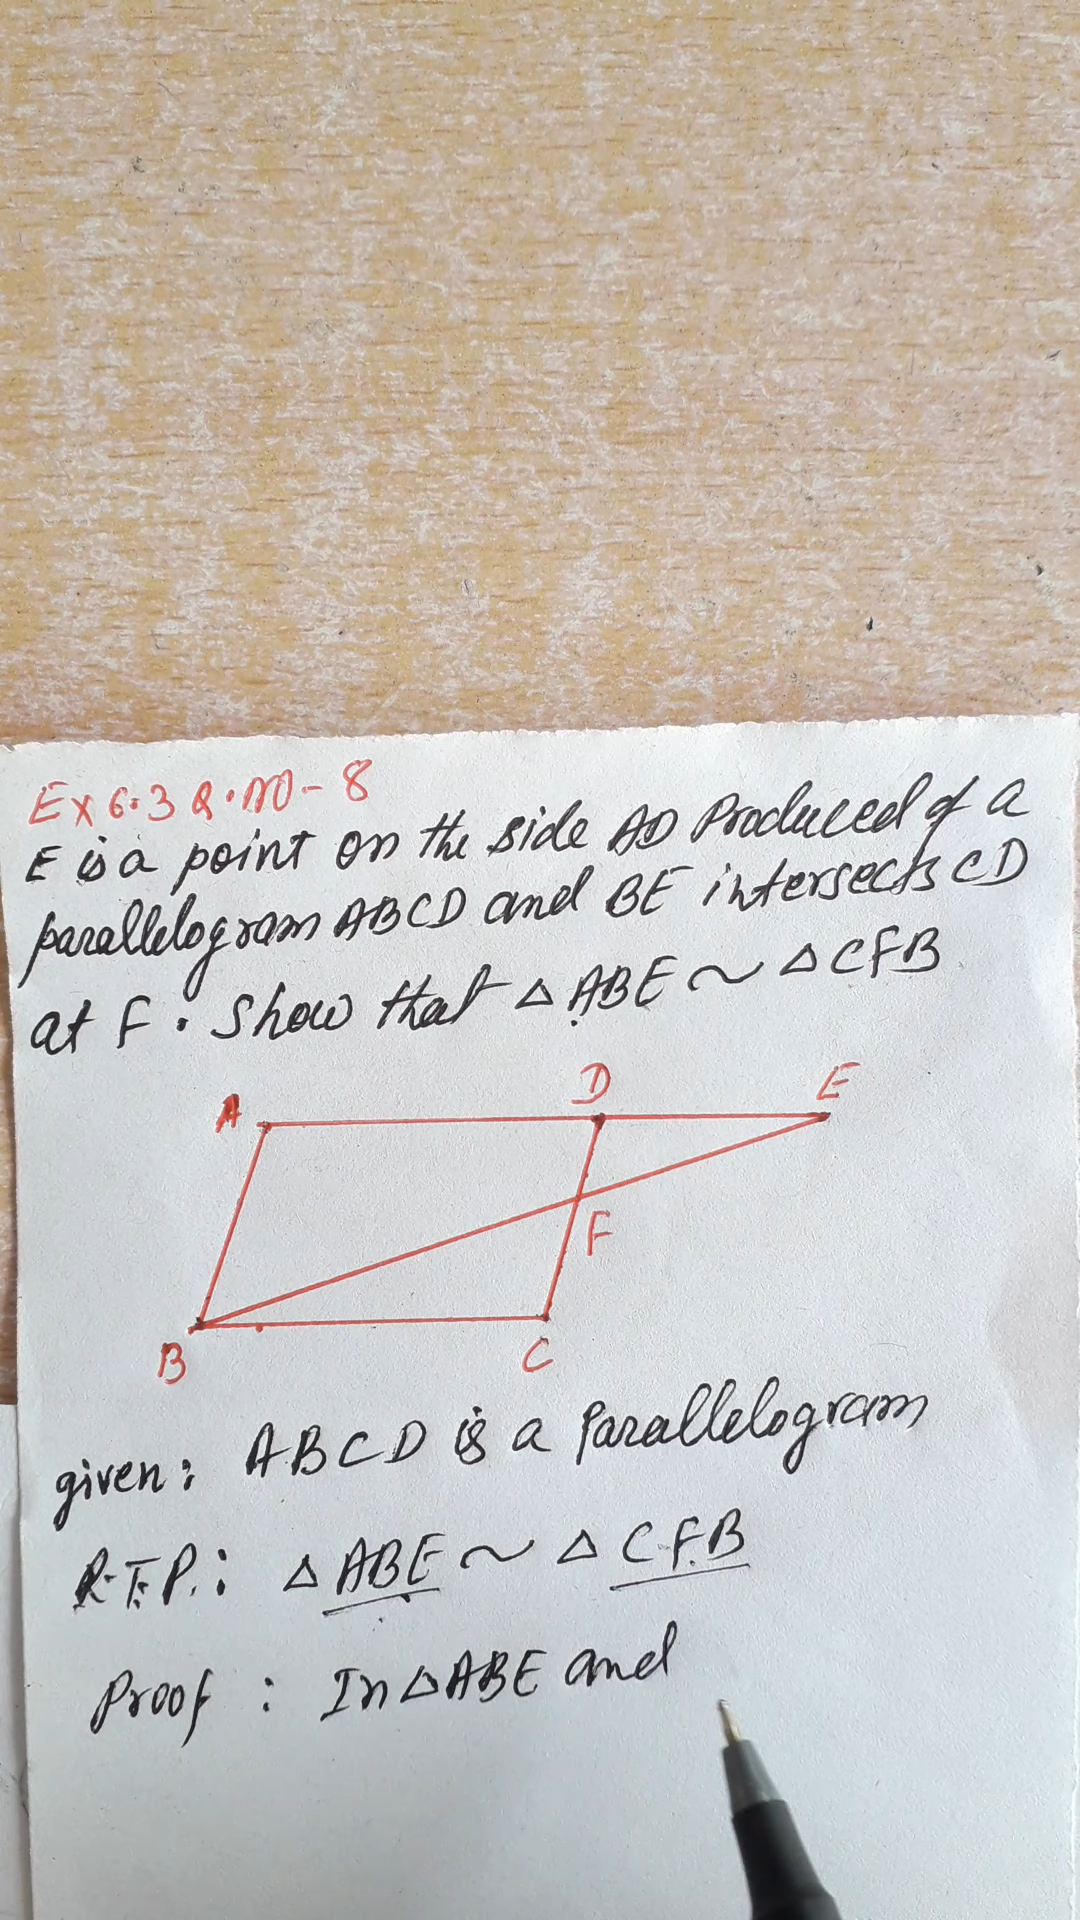 Ex 6.3 Q.NO-8
E is a point on the side AD Produced of a
parallelogram ABCD and BE intersects CD
at F. Show that △ABE ~ △CFB
A D E
F
B C
given: ABCD is a Parallelogram
R.T.P.: △ABE ~ △CFB
Proof : In △ABE and